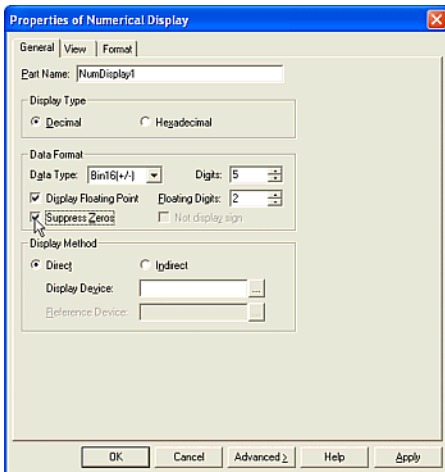 Properties of Numerical Display
General View Format
Part Name: NumDisplay1
Display Type
Decimal Hexadecimal
Data Format
Data Type: Bin16(+/-) Digits: 5
Display Floating Point Floating Digits: 2
Suppress Zeros Not display sign
Display Method
Direct Indirect
Display Device: ...
Reference Device: ...
OK Cancel Advanced > Help Apply